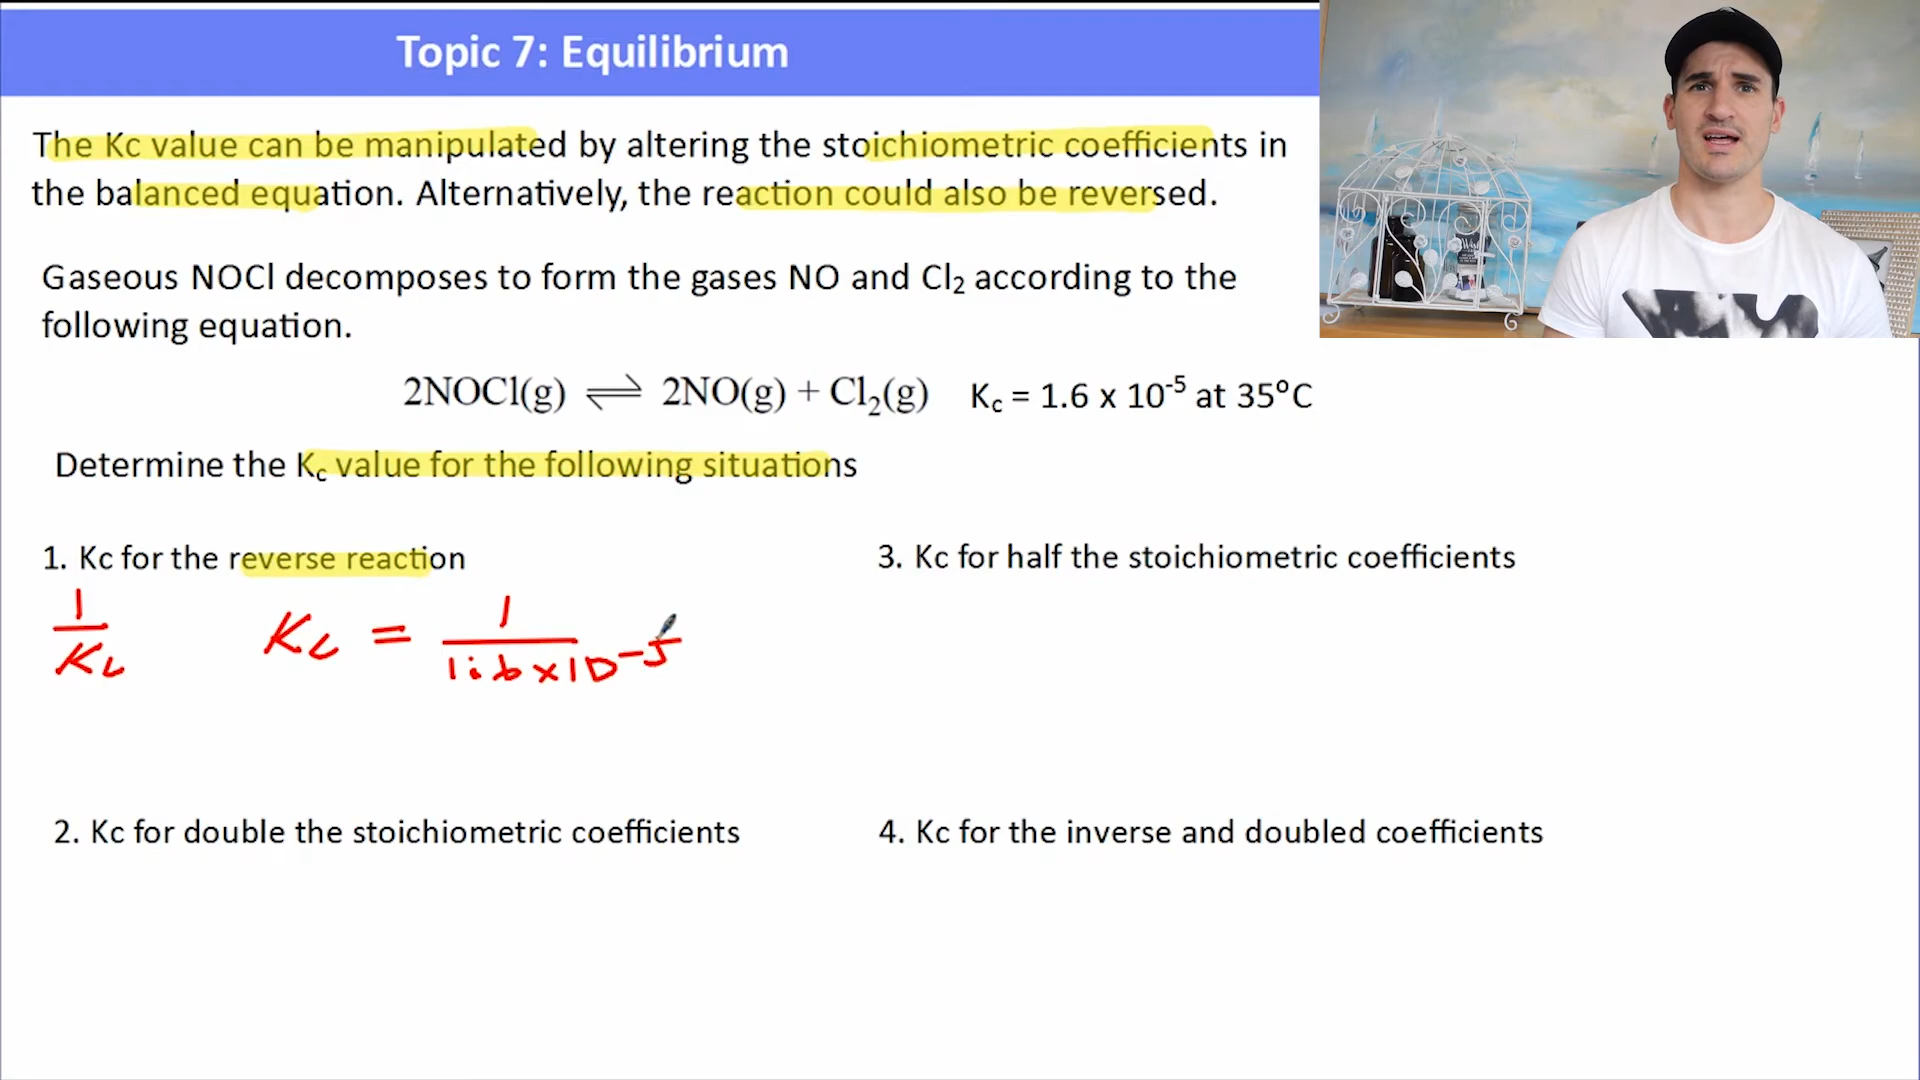 Topic 7: Equilibrium
The Kc value can be manipulated by altering the stoichiometric coefficients in
the balanced equation. Alternatively, the reaction could also be reversed.
Gaseous NOCl decomposes to form the gases NO and Cl₂ according to the
following equation.
2NOCl(g) ⇌ 2NO(g) + Cl₂(g) K꜀ = 1.6 x 10⁻⁵ at 35⁰C
Determine the K꜀ value for the following situations
1. Kc for the reverse reaction
1
Kc
Kc = 1
1.6 x 10⁻⁵
3. Kc for half the stoichiometric coefficients
2. Kc for double the stoichiometric coefficients
4. Kc for the inverse and doubled coefficients